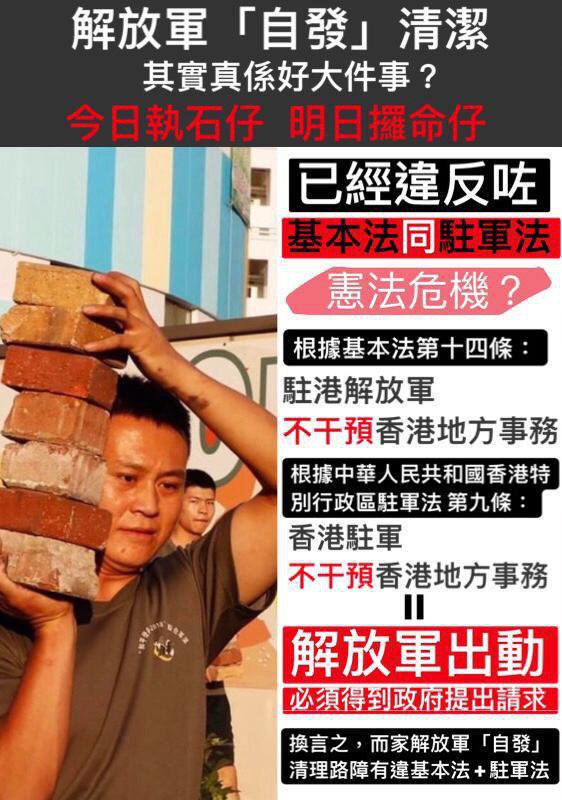 解放軍「自發」清潔
其實真係好大件事？
今日執石仔 明日攞命仔
已經違反咗
基本法同駐軍法
憲法危機？
根據基本法第十四條：
駐港解放軍
不干預香港地方事務
根據中華人民共和國香港特
別行政區駐軍法 第九條：
香港駐軍
不干預香港地方事務
=
解放軍出動
必須得到政府提出請求
換言之，而家解放軍「自發」
清理路障有違基本法+駐軍法